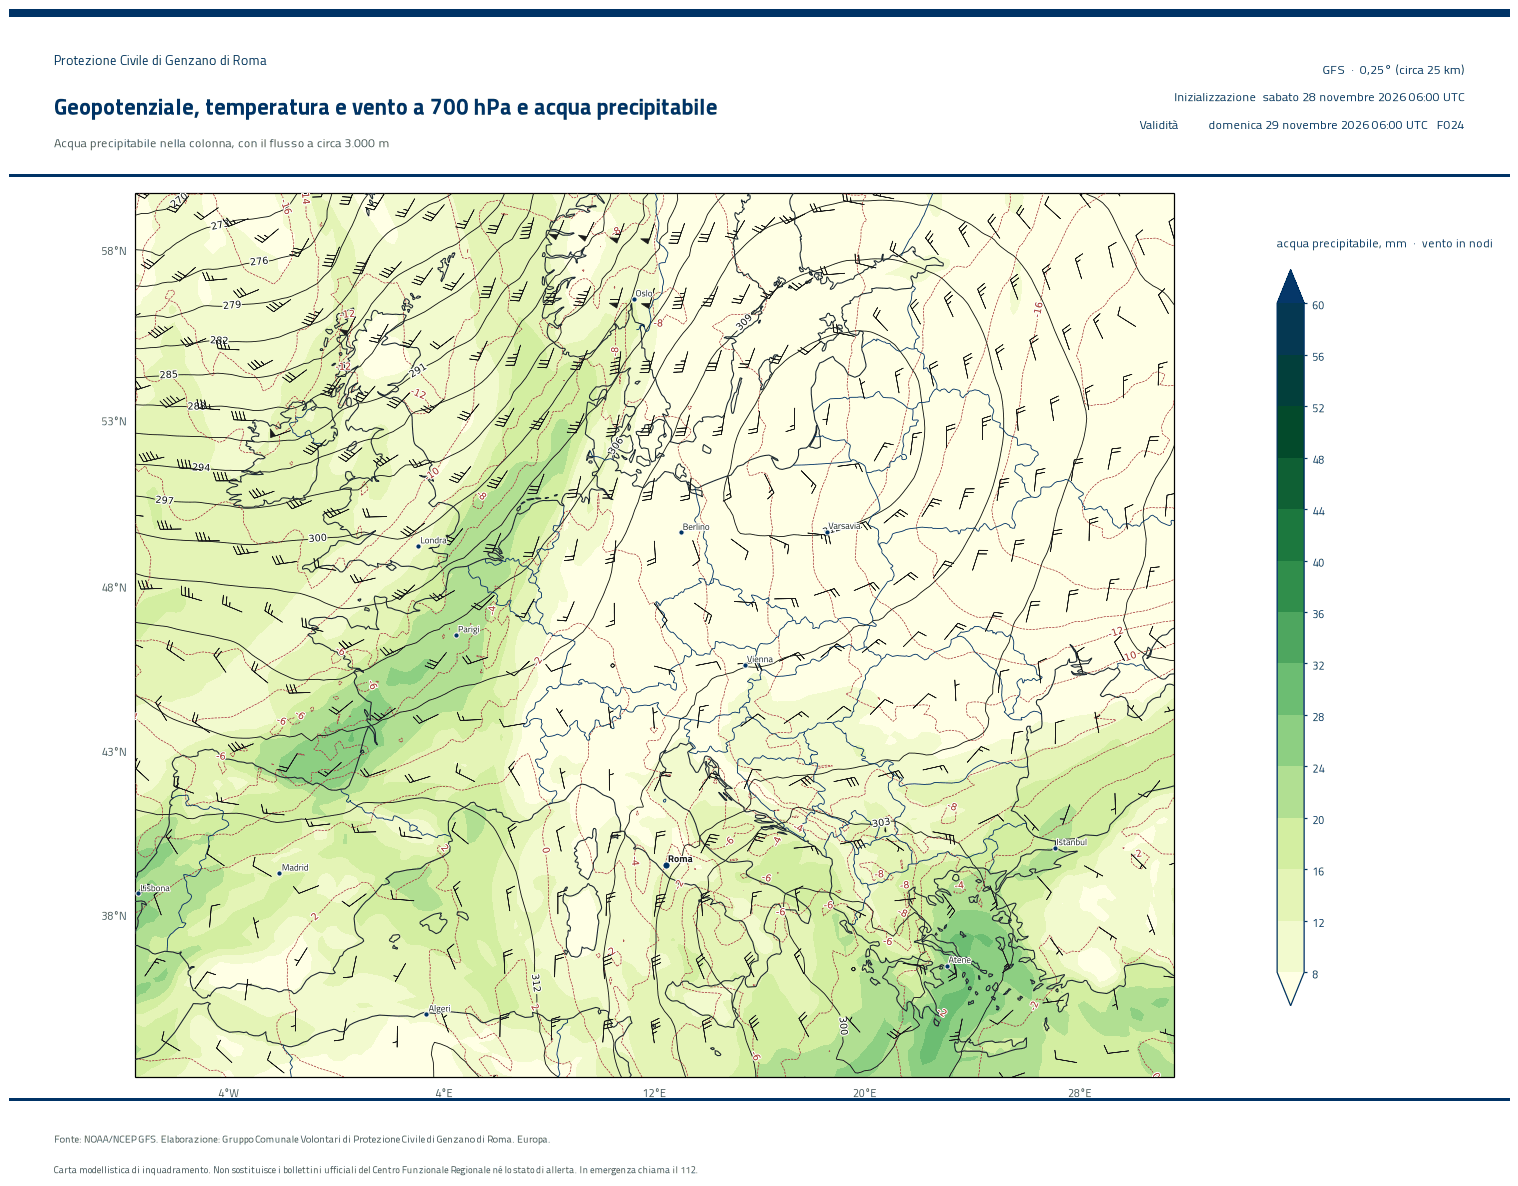 Protezione Civile di Genzano di Roma
Geopotenziale, temperatura e vento a 700 hPa e acqua precipitabile
Acqua precipitabile nella colonna, con il flusso a circa 3.000 m
GFS · 0,25° (circa 25 km)
Inizializzazione sabato 28 novembre 2026 06:00 UTC
Validità domenica 29 novembre 2026 06:00 UTC F024
acqua precipitabile, mm · vento in nodi
60
56
52
48
44
40
36
32
28
24
20
16
12
8
58°N
53°N
48°N
43°N
38°N
4°W
4°E
12°E
20°E
28°E
276
279
282
285
291
294
297
300
309
306
303
312
300
Oslo
Berlino
Varsavia
Londra
Parigi
Vienna
Madrid
Lisbona
Roma
Istanbul
Atene
Algeri
Fonte: NOAA/NCEP GFS. Elaborazione: Gruppo Comunale Volontari di Protezione Civile di Genzano di Roma. Europa.
Carta modellistica di inquadramento. Non sostituisce i bollettini ufficiali del Centro Funzionale Regionale né lo stato di allerta. In emergenza chiama il 112.